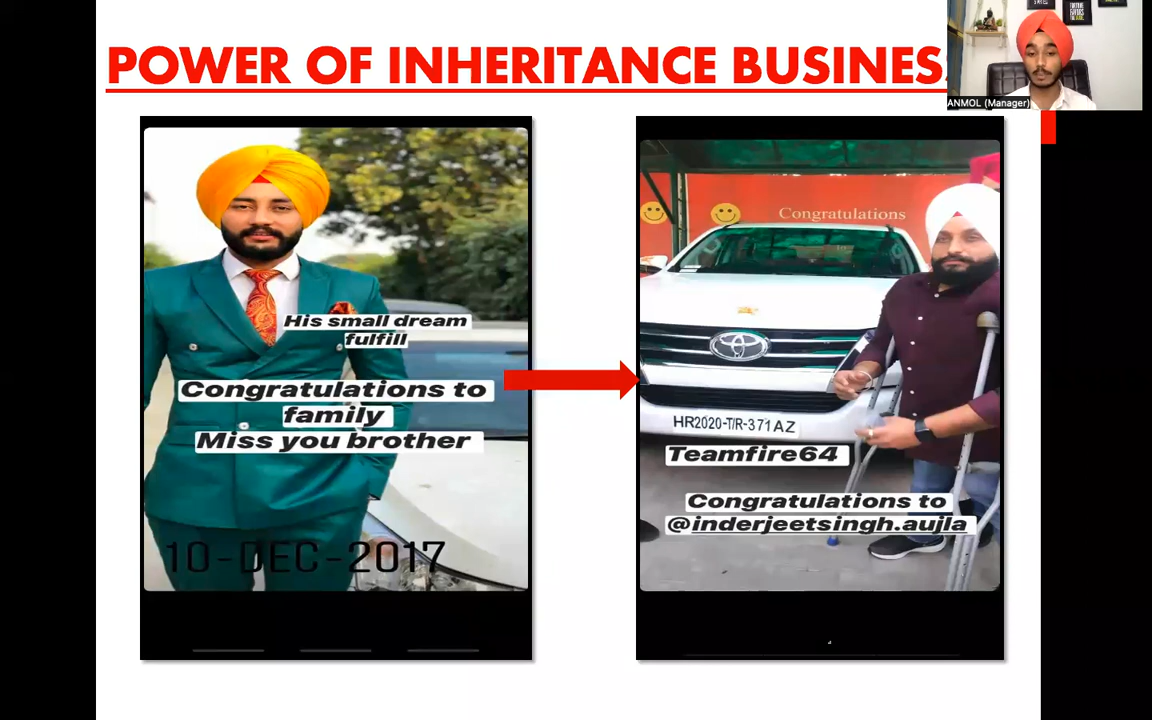 POWER OF INHERITANCE BUSINES
ANMOL (Manager)
His small dream
fulfill
Congratulations to
family
Miss you brother
10-DEC-2017
Congratulations
HR2020-T/R-371AZ
Teamfire64
Congratulations to
@inderjeetsingh.aujla